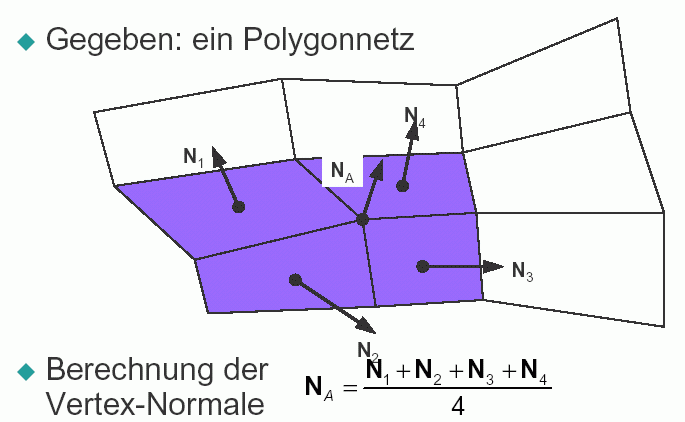 Gegeben: ein Polygonnetz
N4
N1
NA
N3
N2
Berechnung der
Vertex-Normale
NA = (N1 + N2 + N3 + N4) / 4